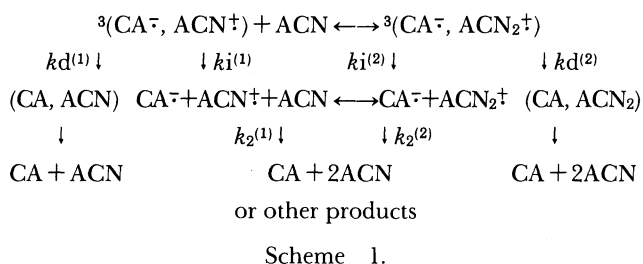 ³(CA⨪, ACN⨥) + ACN ⟷ ³(CA⨪, ACN₂⨥)
kd⁽¹⁾↓ ↓ki⁽¹⁾ ki⁽²⁾↓ ↓kd⁽²⁾
(CA, ACN) CA⨪+ACN⨥+ACN ⟷ CA⨪+ACN₂⨥ (CA, ACN₂)
↓ k₂⁽¹⁾↓ ↓k₂⁽²⁾ ↓
CA + ACN CA + 2ACN CA + 2ACN
or other products
Scheme 1.